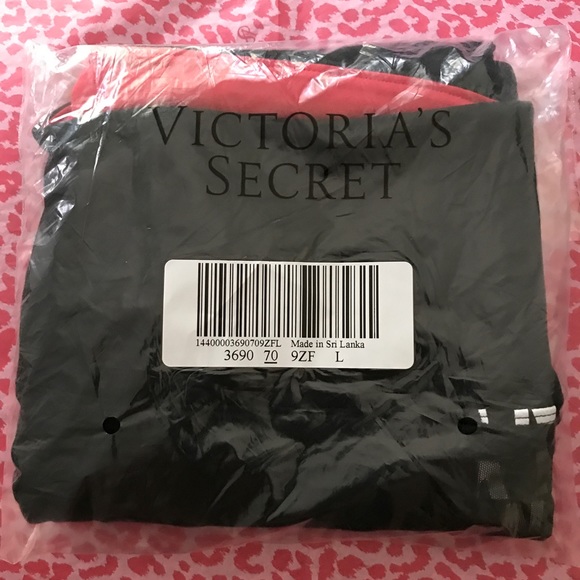 VICTORIA'S
SECRET
14400003690709ZFL Made in Sri Lanka
3690 70 9ZF L